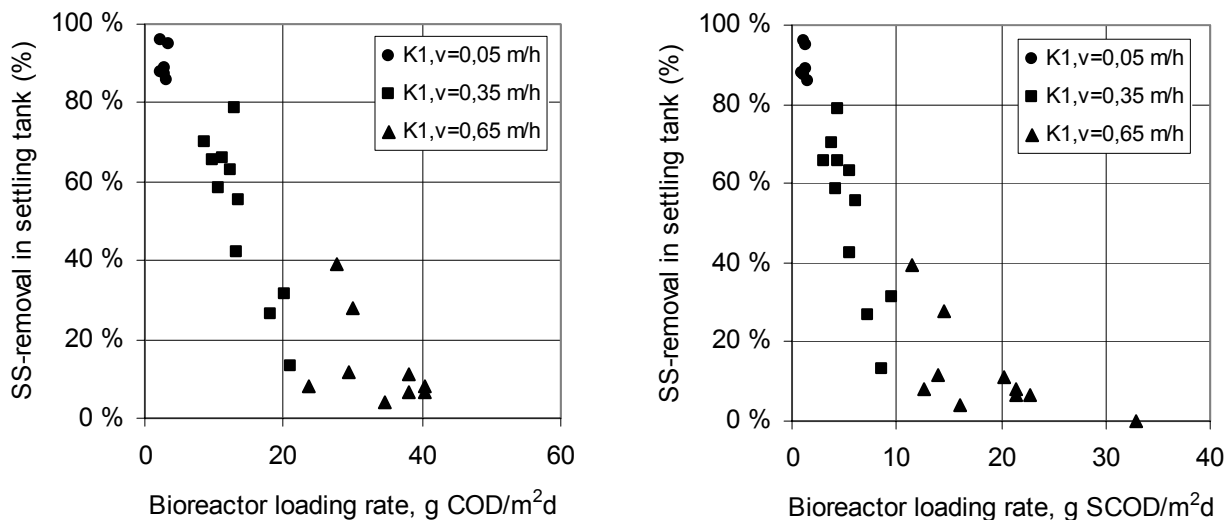 100 %
80 %
60 %
40 %
20 %
0 %
SS-removal in settling tank (%)
K1,v=0,05 m/h
K1,v=0,35 m/h
K1,v=0,65 m/h
0 20 40 60
Bioreactor loading rate, g COD/m²d
100 %
80 %
60 %
40 %
20 %
0 %
SS-removal in settling tank (%)
K1,v=0,05 m/h
K1,v=0,35 m/h
K1,v=0,65 m/h
0 10 20 30 40
Bioreactor loading rate, g SCOD/m²d